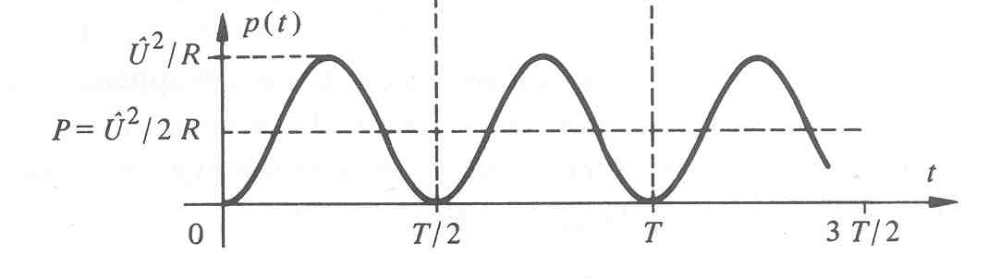 p(t)
Û²/R
P = Û²/2 R
t
0 T/2 T 3 T/2